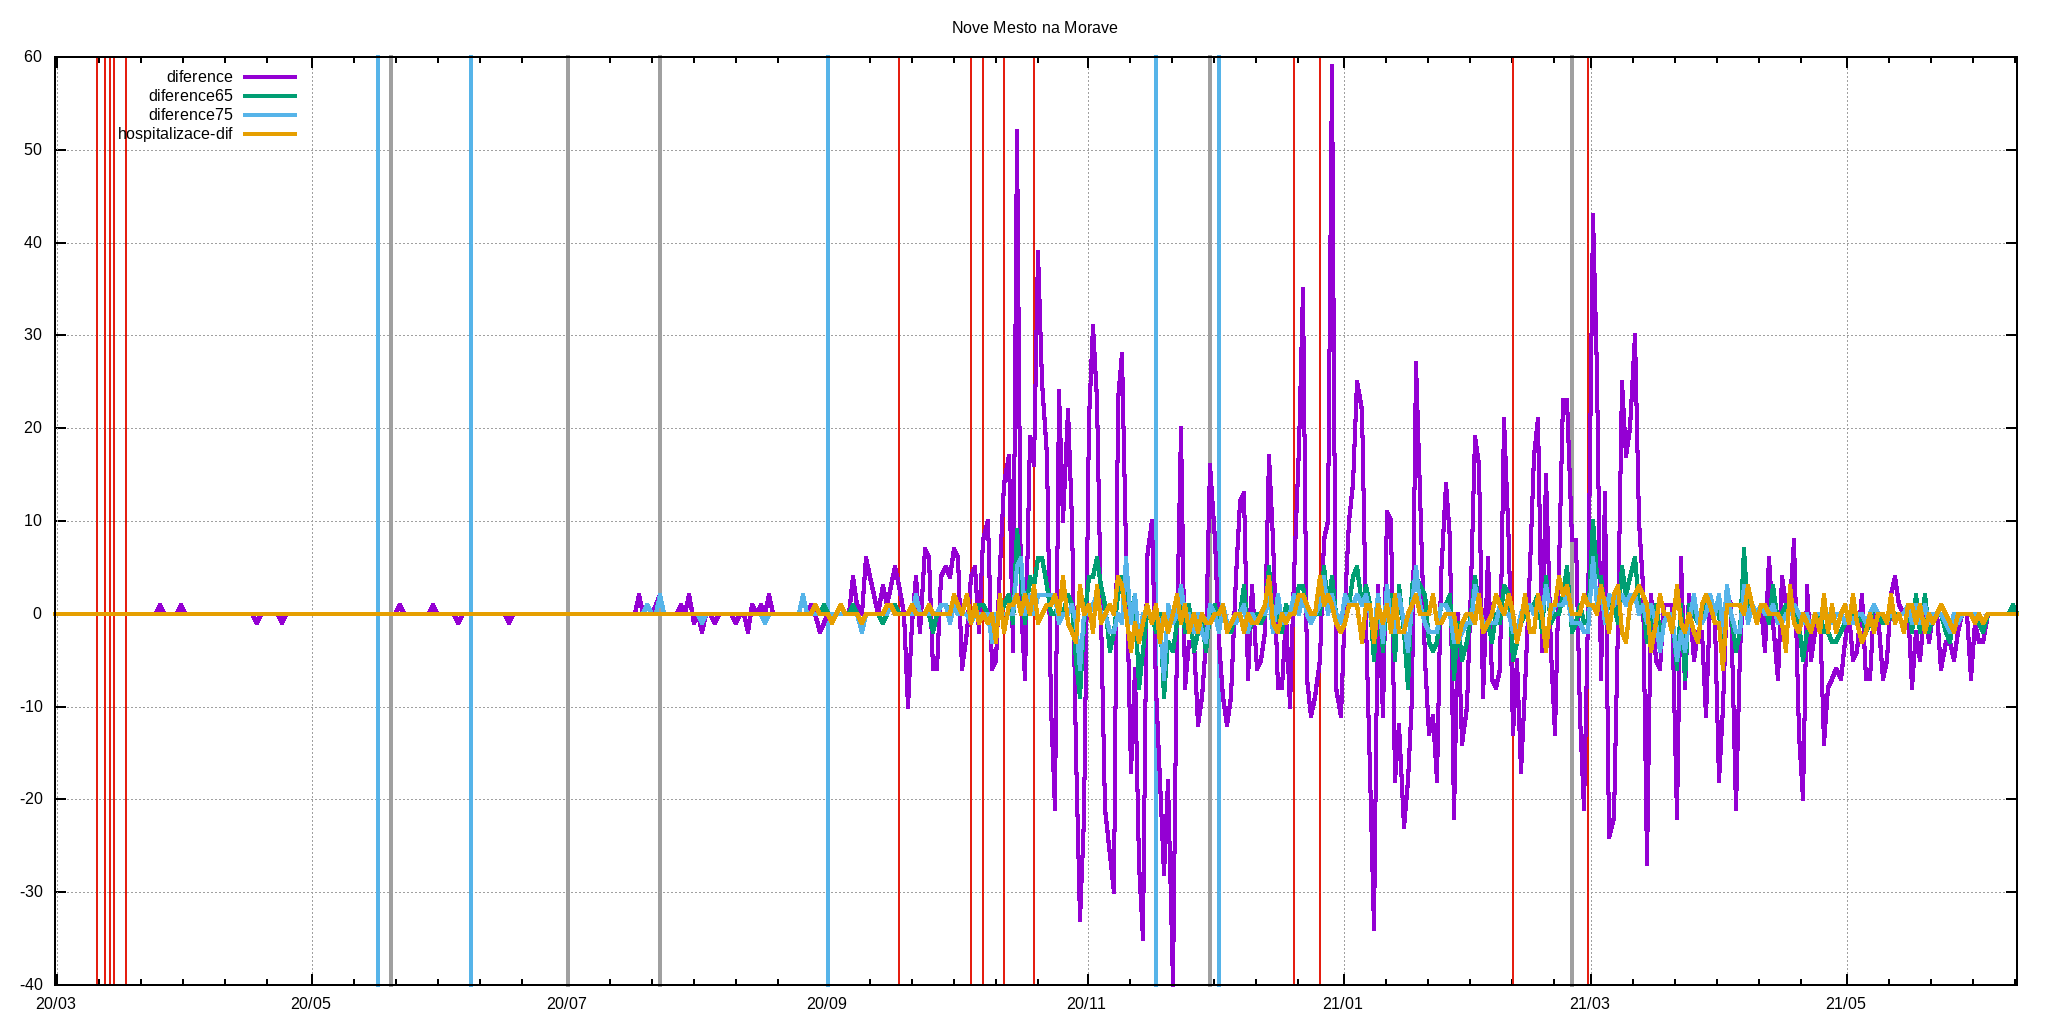 Nove Mesto na Morave
60
50
40
30
20
10
0
-10
-20
-30
-40
diference
diference65
diference75
hospitalizace-dif
20/03 20/05 20/07 20/09 20/11 21/01 21/03 21/05